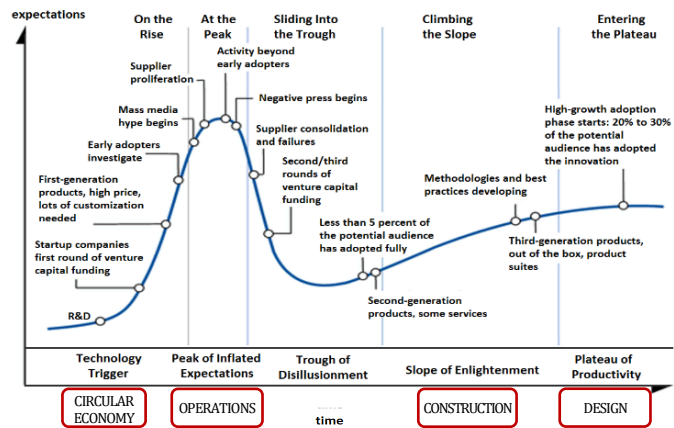 expectations
On the
Rise
At the
Peak
Sliding Into
the Trough
Climbing
the Slope
Entering
the Plateau
Activity beyond
early adopters
Supplier
proliferation
Negative press begins
Mass media
hype begins
High-growth adoption
phase starts: 20% to 30%
of the potential
audience has adopted
the innovation
Supplier consolidation
and failures
Early adopters
investigate
Second/third
rounds of
venture capital
funding
Methodologies and best
practices developing
First-generation
products, high price,
lots of customization
needed
Less than 5 percent of
the potential audience
has adopted fully
Startup companies
first round of venture
capital funding
Third-generation products,
out of the box, product
suites
Second-generation
products, some services
R&D
Technology
Trigger
Peak of Inflated
Expectations
Trough of
Disillusionment
Slope of Enlightenment
Plateau of
Productivity
CIRCULAR
ECONOMY
OPERATIONS
CONSTRUCTION
DESIGN
time